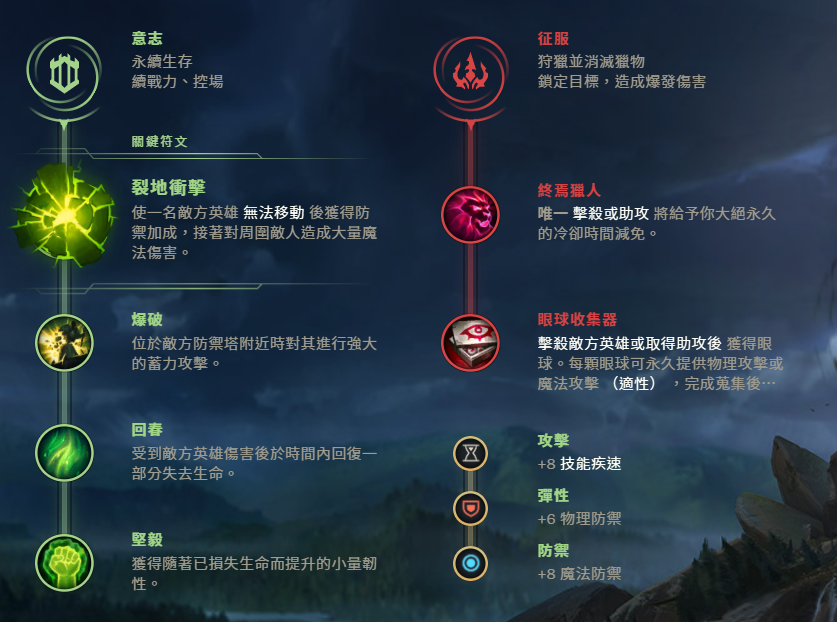 意志
永續生存
續戰力、控場
關鍵符文
裂地衝擊
使一名敵方英雄 無法移動 後獲得防
禦加成，接著對周圍敵人造成大量魔
法傷害。
爆破
位於敵方防禦塔附近時對其進行強大
的蓄力攻擊。
回春
受到敵方英雄傷害後於時間內回復一
部分失去生命。
堅毅
獲得隨著已損失生命而提升的小量韌
性。
征服
狩獵並消滅獵物
鎖定目標，造成爆發傷害
終焉獵人
唯一 擊殺或助攻 將給予你大絕永久
的冷卻時間減免。
眼球收集器
擊殺敵方英雄或取得助攻後 獲得眼
球。每顆眼球可永久提供物理攻擊或
魔法攻擊 （適性） ，完成蒐集後…
攻擊
+8 技能疾速
彈性
+6 物理防禦
防禦
+8 魔法防禦